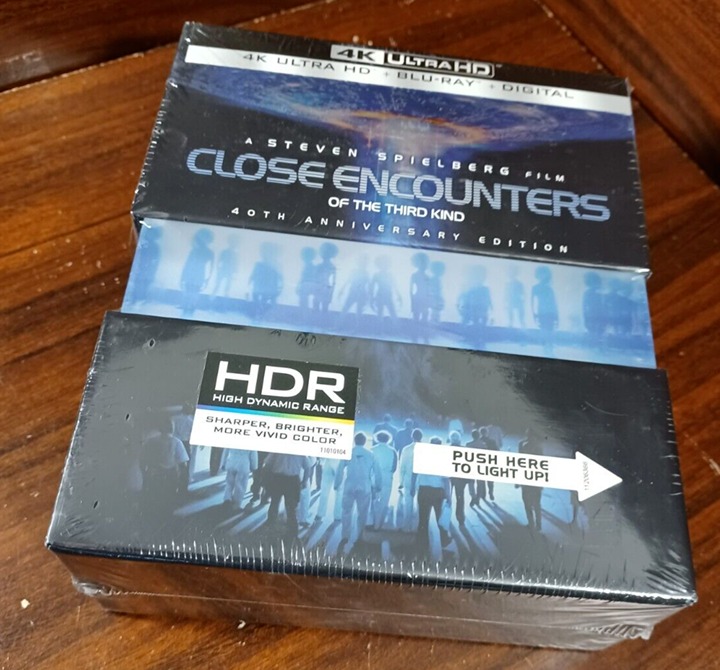 4K ULTRA HD
4K ULTRA HD + BLU-RAY + DIGITAL
A STEVEN SPIELBERG FILM
CLOSE ENCOUNTERS
OF THE THIRD KIND
40TH ANNIVERSARY EDITION
HDR
HIGH DYNAMIC RANGE
SHARPER, BRIGHTER,
MORE VIVID COLOR
11010104
PUSH HERE
TO LIGHT UP!